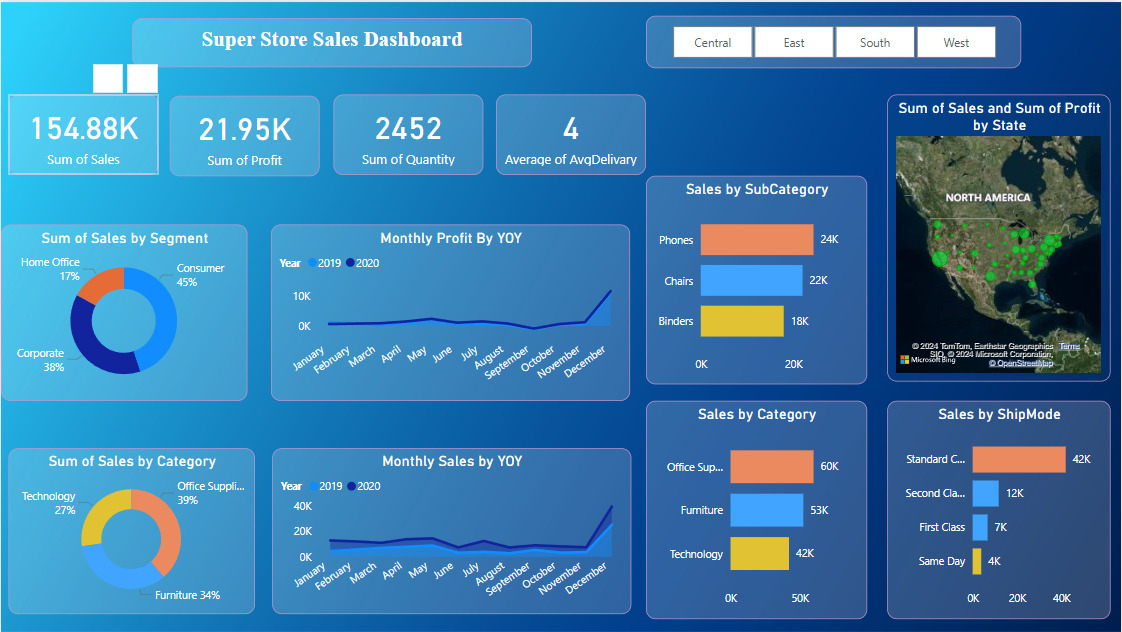 Super Store Sales Dashboard
Central
East
South
West
154.88K
Sum of Sales
21.95K
Sum of Profit
2452
Sum of Quantity
4
Average of AvgDelivary
Sum of Sales and Sum of Profit
by State
NORTH AMERICA
© 2024 TomTom, Earthstar Geographics
SIO, © 2024 Microsoft Corporation,
© OpenStreetMap
Terms
Microsoft Bing
Sales by SubCategory
Phones
24K
Chairs
22K
Binders
18K
0K
20K
Sum of Sales by Segment
Home Office
17%
Consumer
45%
Corporate
38%
Monthly Profit By YOY
Year 2019 2020
10K
0K
January
February
March
April
May
June
July
August
September
October
November
December
Sales by Category
Office Sup...
60K
Furniture
53K
Technology
42K
0K
50K
Sales by ShipMode
Standard C...
42K
Second Cla...
12K
First Class
7K
Same Day
4K
0K
20K
40K
Sum of Sales by Category
Technology
27%
Office Suppli...
39%
Furniture 34%
Monthly Sales by YOY
Year 2019 2020
40K
20K
0K
January
February
March
April
May
June
July
August
September
October
November
December